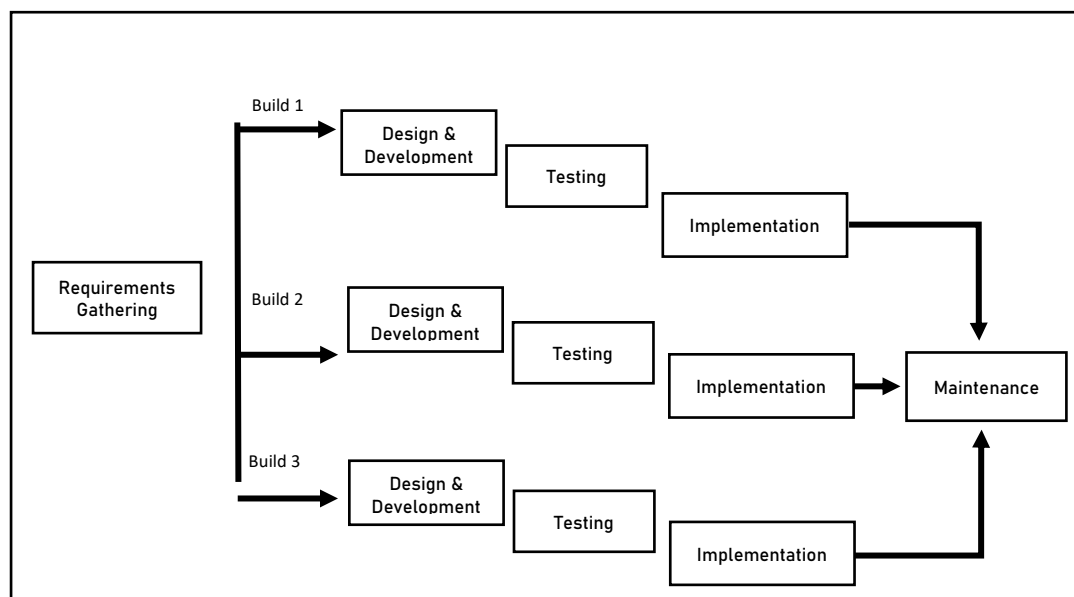 Build 1
Design &
Development
Testing
Implementation
Requirements
Gathering
Build 2
Design &
Development
Testing
Implementation
Maintenance
Build 3
Design &
Development
Testing
Implementation